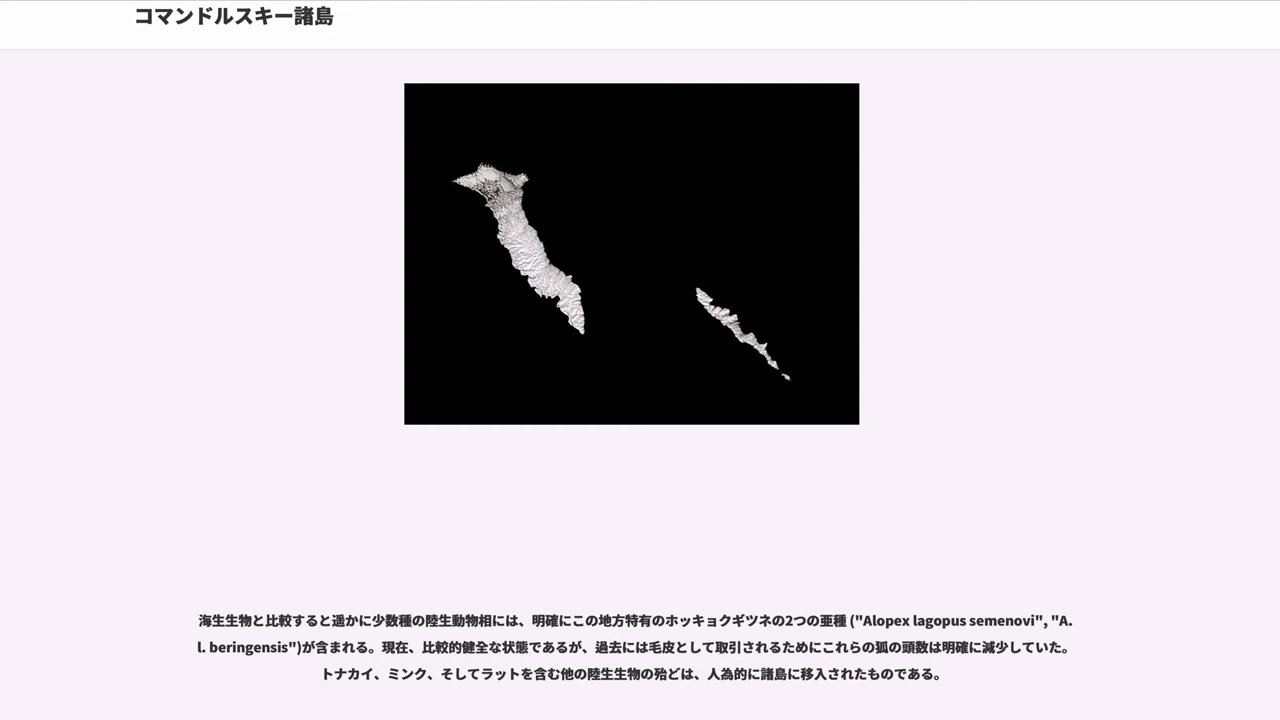 コマンドルスキー諸島
海生生物と比較すると遥かに少数種の陸生動物相には、明確にこの地方特有のホッキョクギツネの2つの亜種 ("Alopex lagopus semenovi", "A.
l. beringensis")が含まれる。現在、比較的健全な状態であるが、過去には毛皮として取引されるためにこれらの狐の頭数は明確に減少していた。
トナカイ、ミンク、そしてラットを含む他の陸生生物の殆どは、人為的に諸島に移入されたものである。